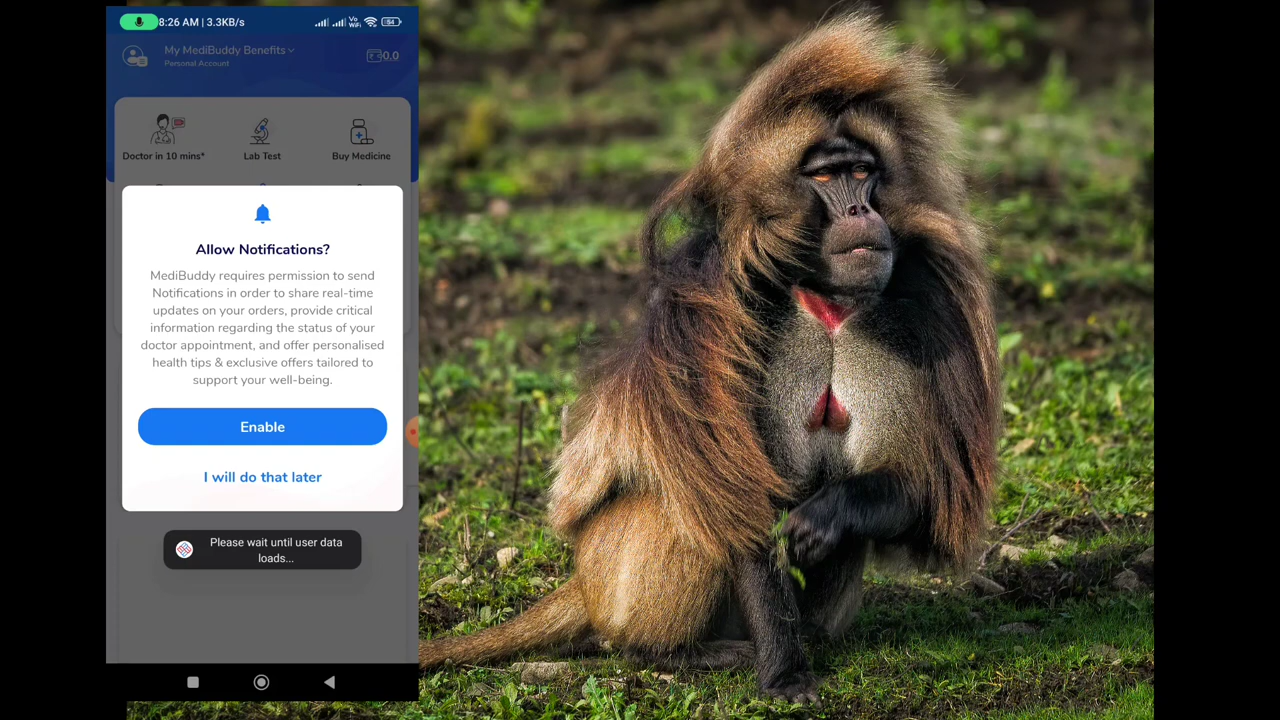 8:26 AM | 3.3KB/s
Vo
WiFi
54
My MediBuddy Benefits
Personal Account
0.0
Doctor in 10 mins*
Lab Test
Buy Medicine
Allow Notifications?
MediBuddy requires permission to send
Notifications in order to share real-time
updates on your orders, provide critical
information regarding the status of your
doctor appointment, and offer personalised
health tips & exclusive offers tailored to
support your well-being.
Enable
I will do that later
Please wait until user data
loads...